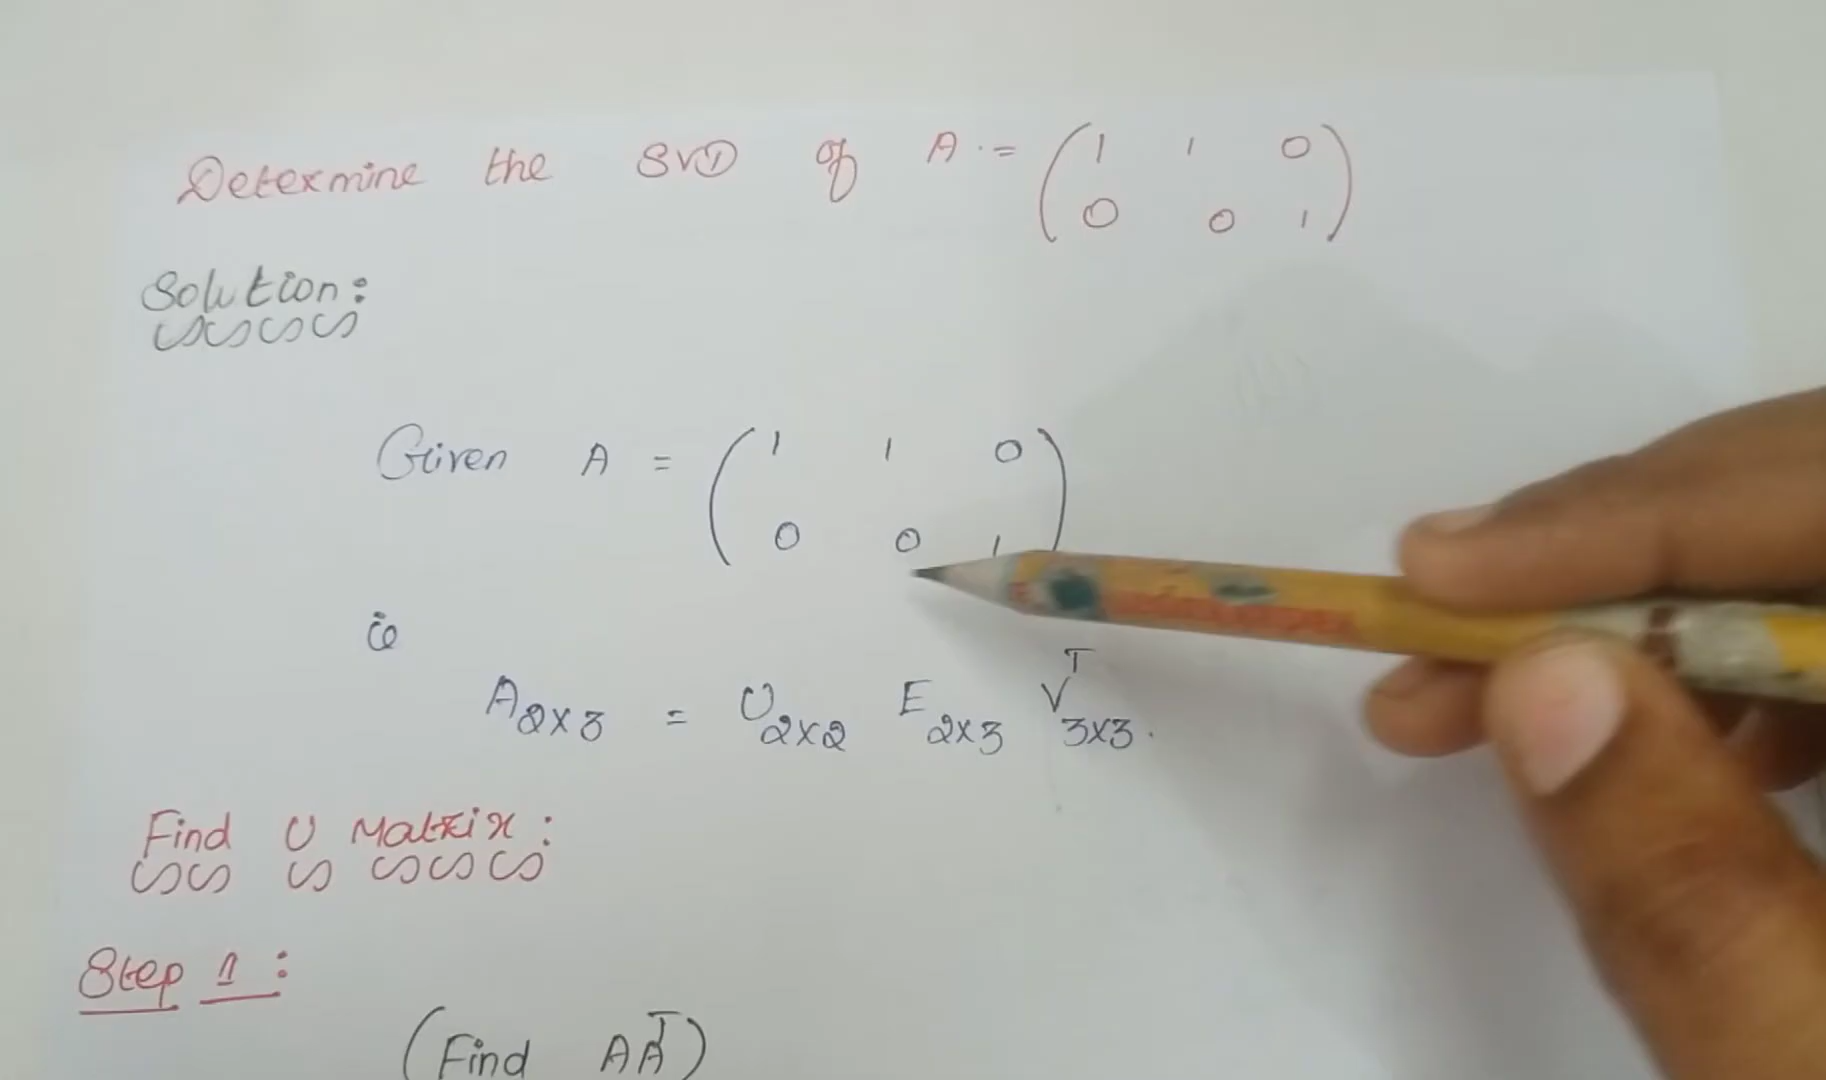 Determine the SVD of A = ( 1 1 0
0 0 1 )
Solution:
Given A = ( 1 1 0
0 0 1 )
ie
A2x3 = U2x2 E2x3 V^T3x3.
Find U Matrix:
Step 1:
(Find AA^T)